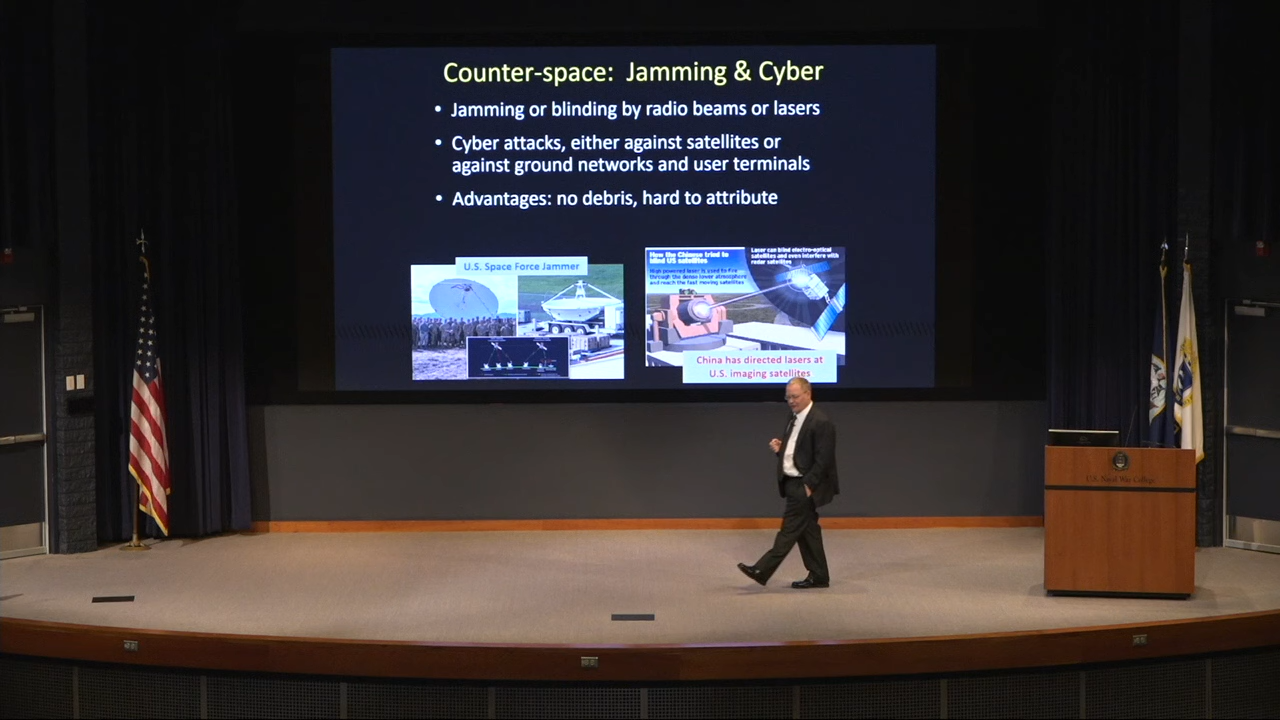 Counter-space: Jamming & Cyber
• Jamming or blinding by radio beams or lasers
• Cyber attacks, either against satellites or
against ground networks and user terminals
• Advantages: no debris, hard to attribute
U.S. Space Force Jammer
How the Chinese tried to
blind US satellites
High powered laser is used to fire
through the dense lower atmosphere
and reach the fast moving satellites
Laser can blind electro-optical
satellites and even interfere with
radar satellites
China has directed lasers at
U.S. imaging satellites
U.S. Naval War College